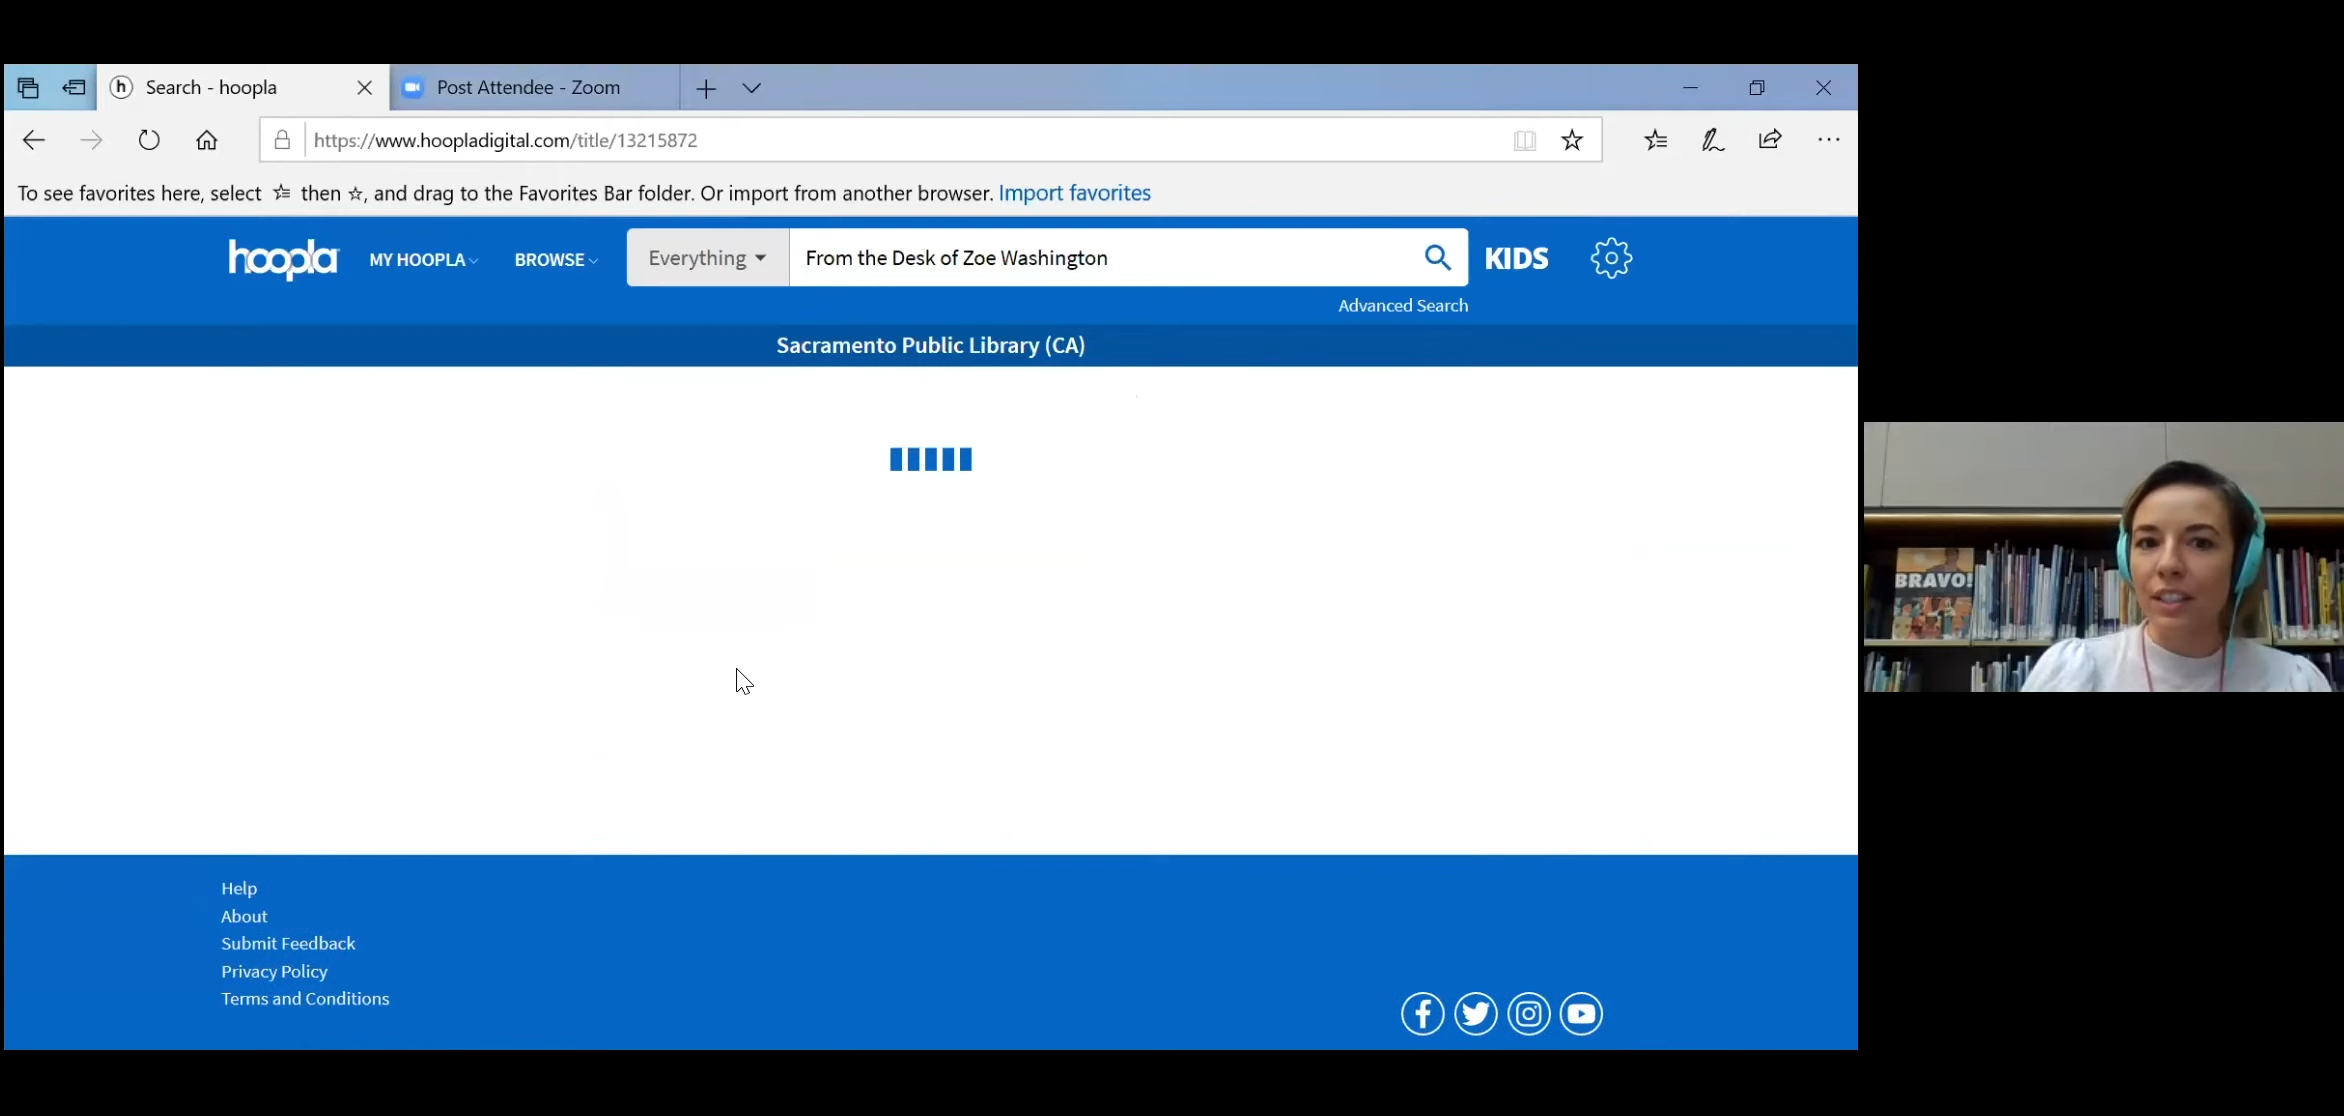 Search - hoopla
Post Attendee - Zoom
https://www.hoopladigital.com/title/13215872
To see favorites here, select then , and drag to the Favorites Bar folder. Or import from another browser. Import favorites
hoopla
MY HOOPLA
BROWSE
Everything
From the Desk of Zoe Washington
KIDS
Advanced Search
Sacramento Public Library (CA)
BRAVO!
Help
About
Submit Feedback
Privacy Policy
Terms and Conditions